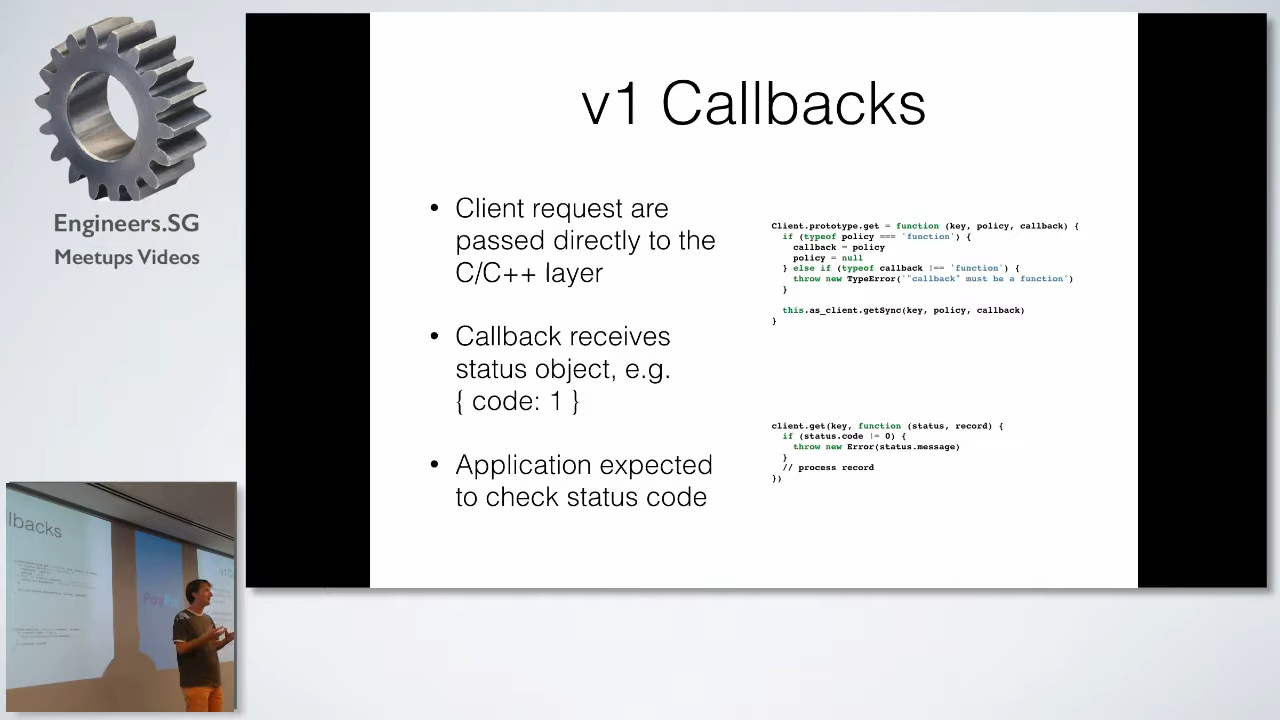 Engineers.SG
Meetups Videos
v1 Callbacks
• Client request are
passed directly to the
C/C++ layer
• Callback receives
status object, e.g.
{ code: 1 }
• Application expected
to check status code
Client.prototype.get = function (key, policy, callback) {
if (typeof policy === 'function') {
callback = policy
policy = null
} else if (typeof callback !== 'function') {
throw new TypeError('"callback" must be a function')
}
this.as_client.getSync(key, policy, callback)
}
client.get(key, function (status, record) {
if (status.code != 0) {
throw new Error(status.message)
}
// process record
})
lbacks